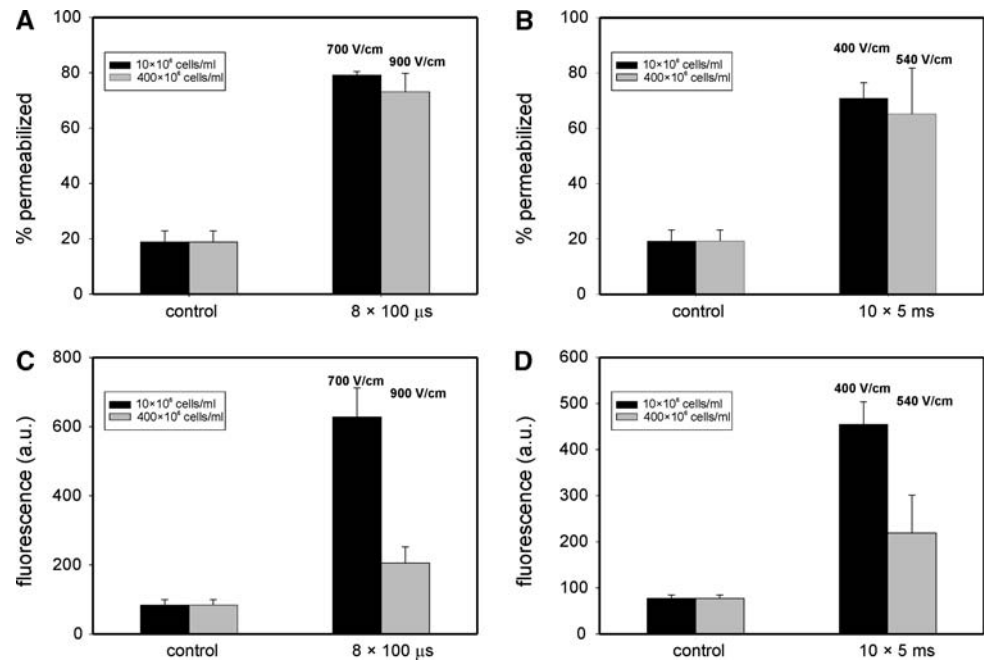 A
% permeabilized
100
80
60
40
20
0
10×10⁶ cells/ml
400×10⁶ cells/ml
700 V/cm
900 V/cm
control
8 × 100 μs
B
% permeabilized
100
80
60
40
20
0
10×10⁶ cells/ml
400×10⁶ cells/ml
400 V/cm
540 V/cm
control
10 × 5 ms
C
fluorescence (a.u.)
800
600
400
200
0
10×10⁶ cells/ml
400×10⁶ cells/ml
700 V/cm
900 V/cm
control
8 × 100 μs
D
fluorescence (a.u.)
600
500
400
300
200
100
0
10×10⁶ cells/ml
400×10⁶ cells/ml
400 V/cm
540 V/cm
control
10 × 5 ms